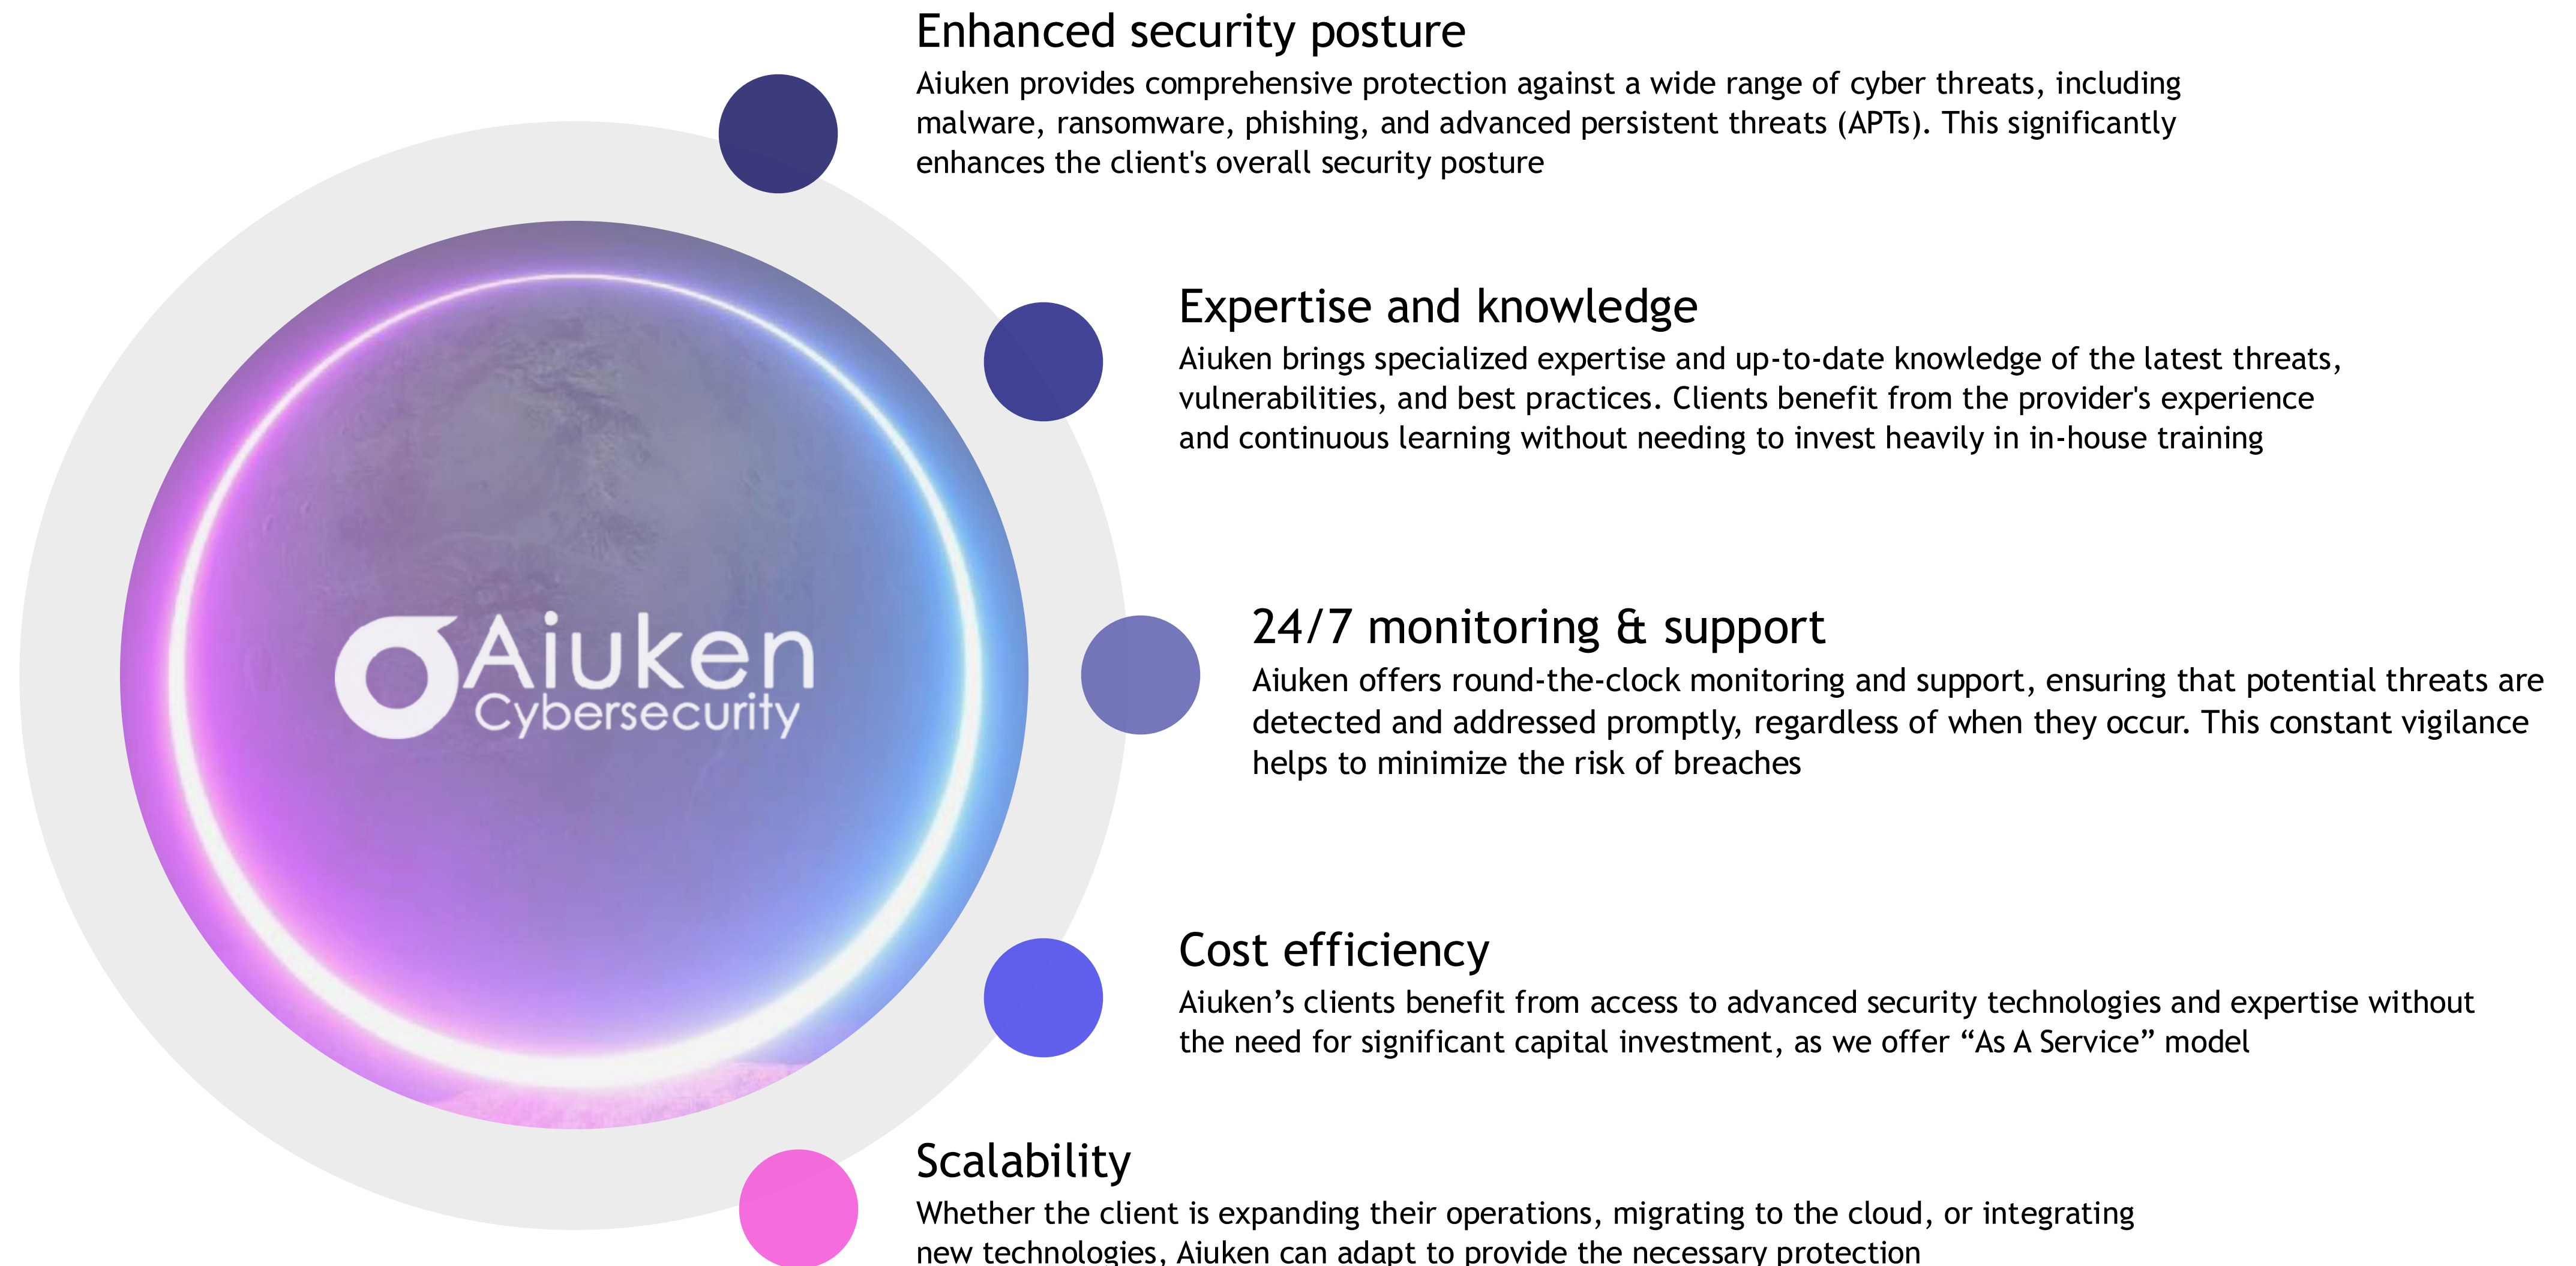 Enhanced security posture
Aiuken provides comprehensive protection against a wide range of cyber threats, including
malware, ransomware, phishing, and advanced persistent threats (APTs). This significantly
enhances the client's overall security posture
Expertise and knowledge
Aiuken brings specialized expertise and up-to-date knowledge of the latest threats,
vulnerabilities, and best practices. Clients benefit from the provider's experience
and continuous learning without needing to invest heavily in in-house training
Aiuken
Cybersecurity
24/7 monitoring & support
Aiuken offers round-the-clock monitoring and support, ensuring that potential threats are
detected and addressed promptly, regardless of when they occur. This constant vigilance
helps to minimize the risk of breaches
Cost efficiency
Aiuken’s clients benefit from access to advanced security technologies and expertise without
the need for significant capital investment, as we offer “As A Service” model
Scalability
Whether the client is expanding their operations, migrating to the cloud, or integrating
new technologies, Aiuken can adapt to provide the necessary protection